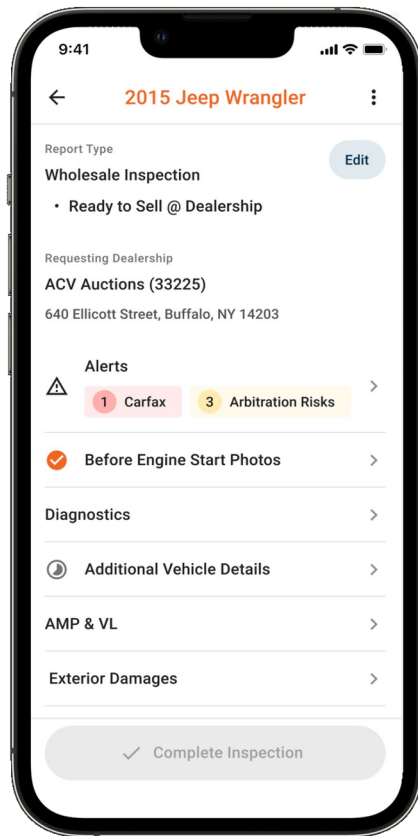 9:41
2015 Jeep Wrangler
Report Type
Edit
Wholesale Inspection
• Ready to Sell @ Dealership
Requesting Dealership
ACV Auctions (33225)
640 Ellicott Street, Buffalo, NY 14203
Alerts
1 Carfax 3 Arbitration Risks
Before Engine Start Photos
Diagnostics
Additional Vehicle Details
AMP & VL
Exterior Damages
Complete Inspection